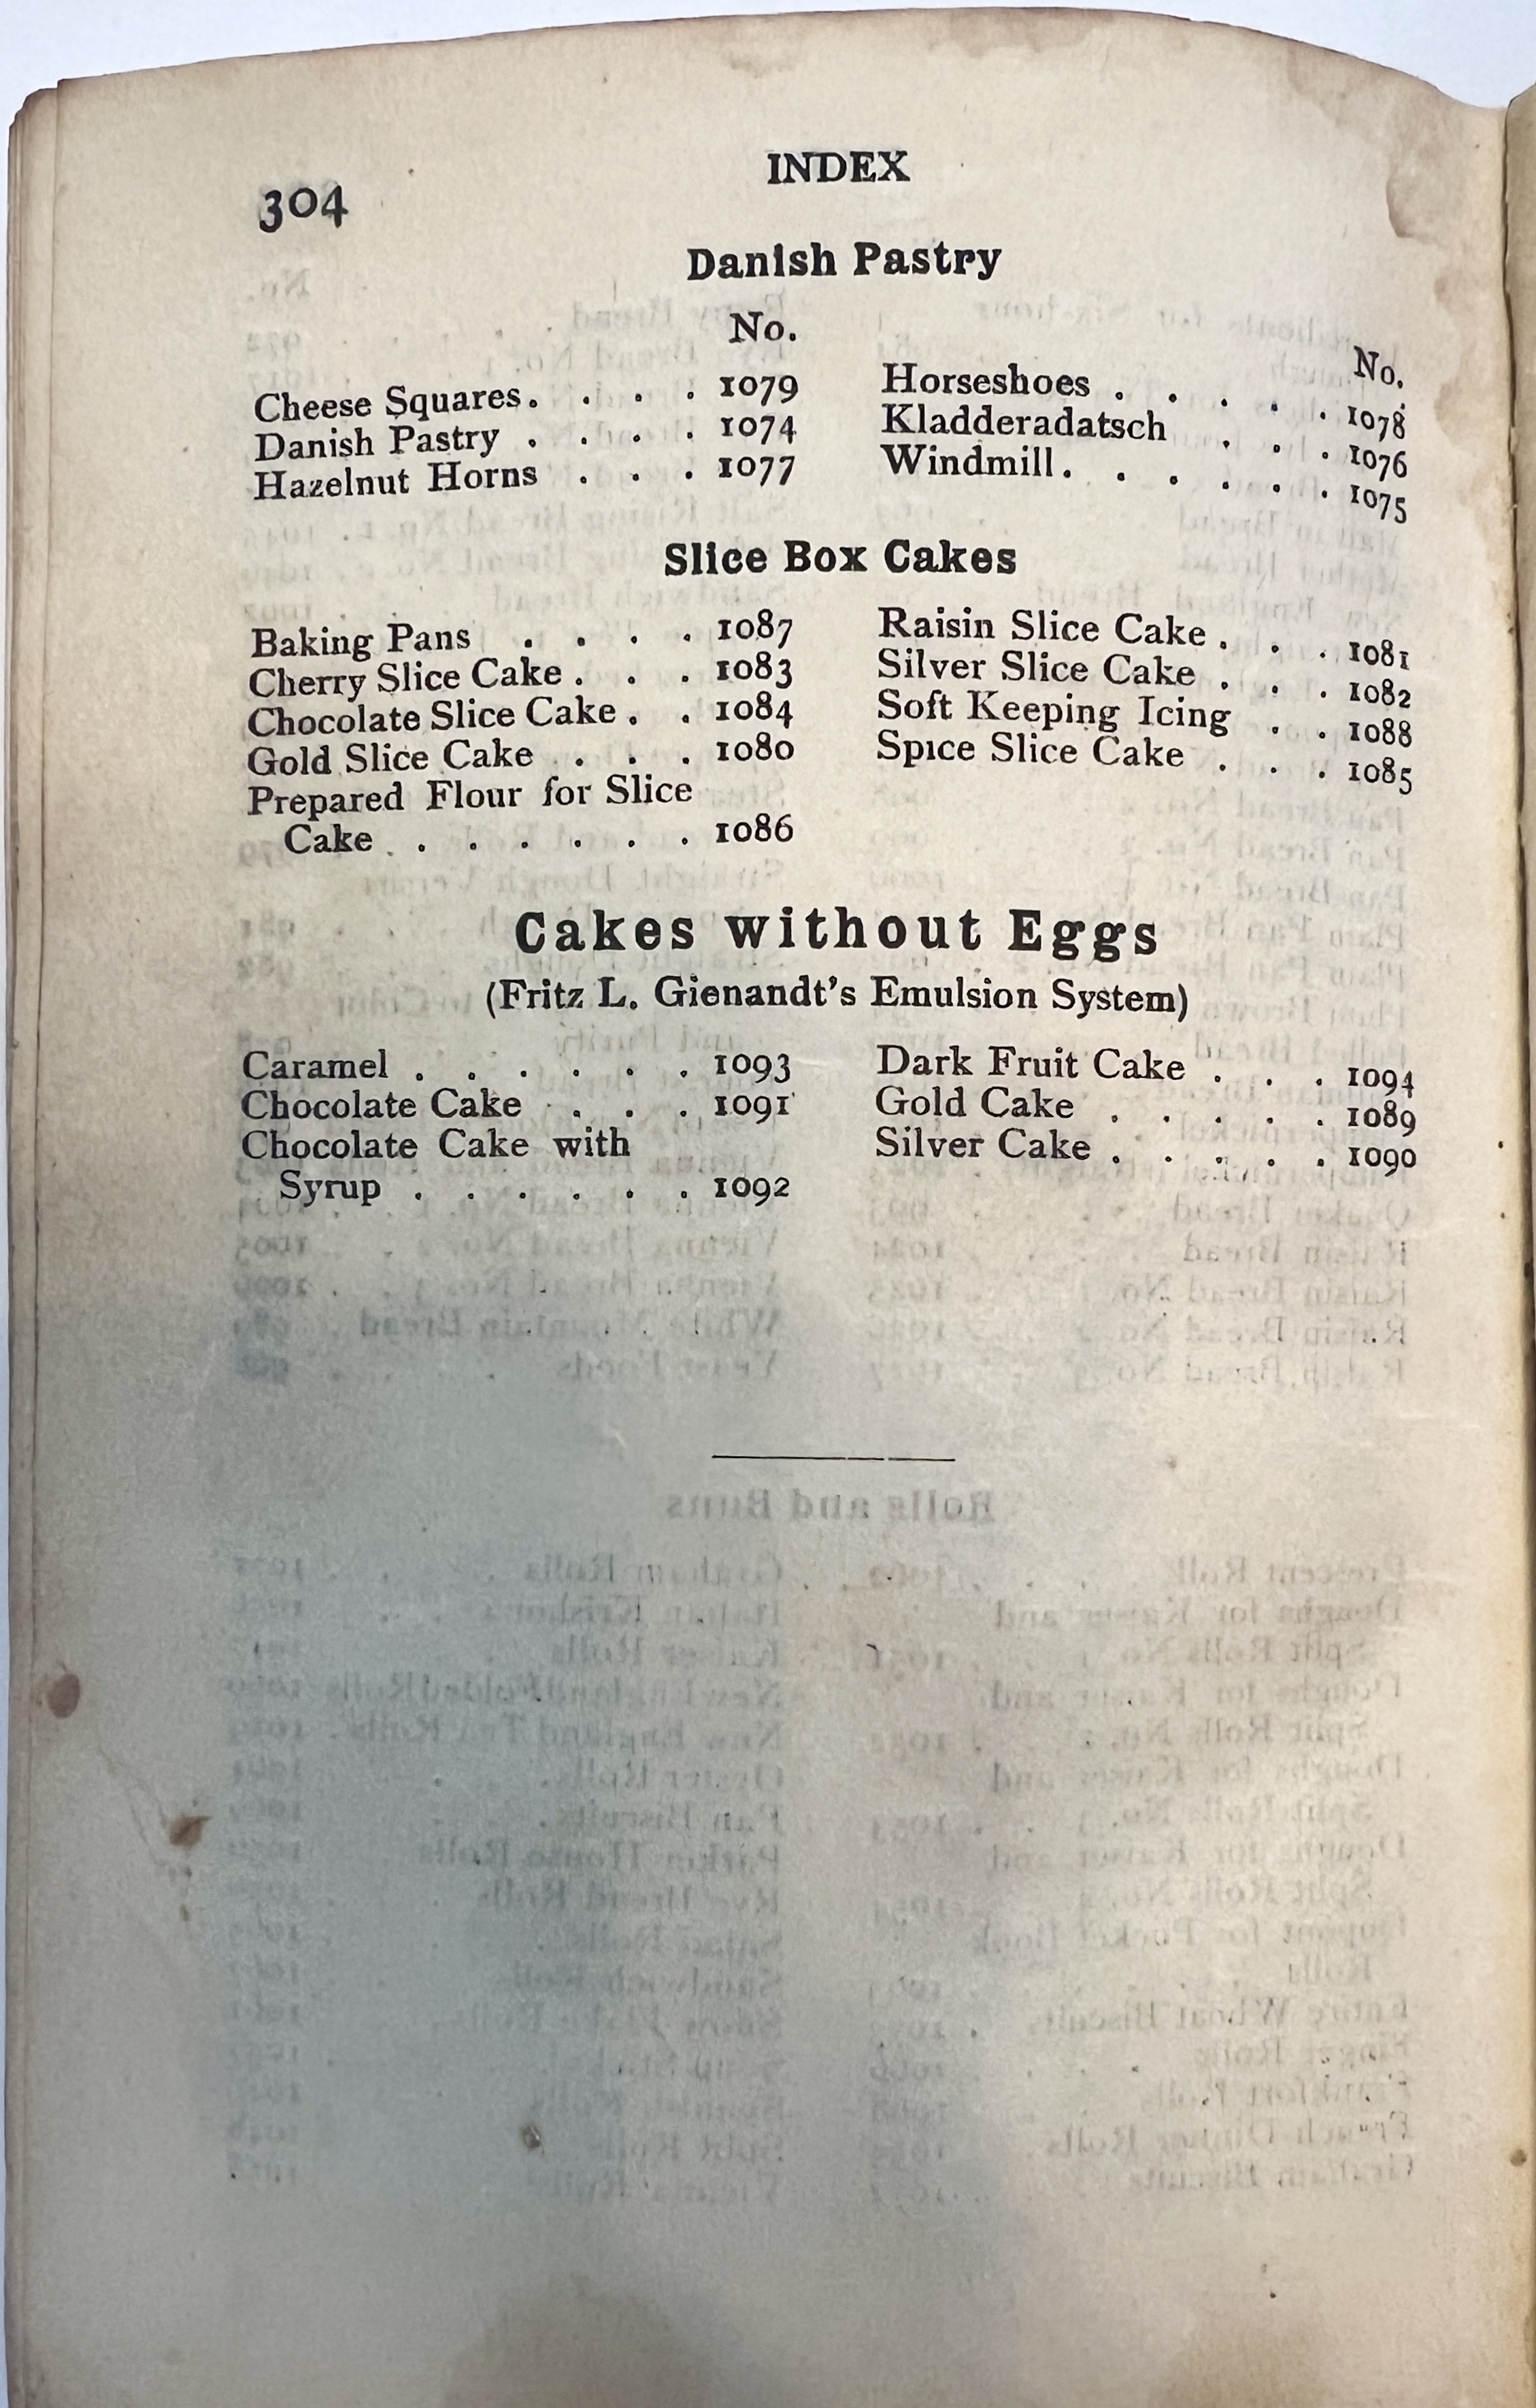 304
INDEX
Danish Pastry
No.
Cheese Squares. . . . 1079
Danish Pastry . . . . 1074
Hazelnut Horns . . . 1077
No.
Horseshoes . . . . . 1078
Kladderadatsch . . . 1076
Windmill. . . . . . 1075
Slice Box Cakes
Baking Pans . . . . 1087
Cherry Slice Cake . . . 1083
Chocolate Slice Cake . . 1084
Gold Slice Cake . . . 1080
Prepared Flour for Slice
Cake . . . . . . 1086
Raisin Slice Cake . . . 1081
Silver Slice Cake . . . 1082
Soft Keeping Icing . . 1088
Spice Slice Cake . . . 1085
Cakes without Eggs
(Fritz L. Gienandt's Emulsion System)
Caramel . . . . . . 1093
Chocolate Cake . . . 1091
Chocolate Cake with
Syrup . . . . . . 1092
Dark Fruit Cake . . . 1094
Gold Cake . . . . . 1089
Silver Cake . . . . . 1090